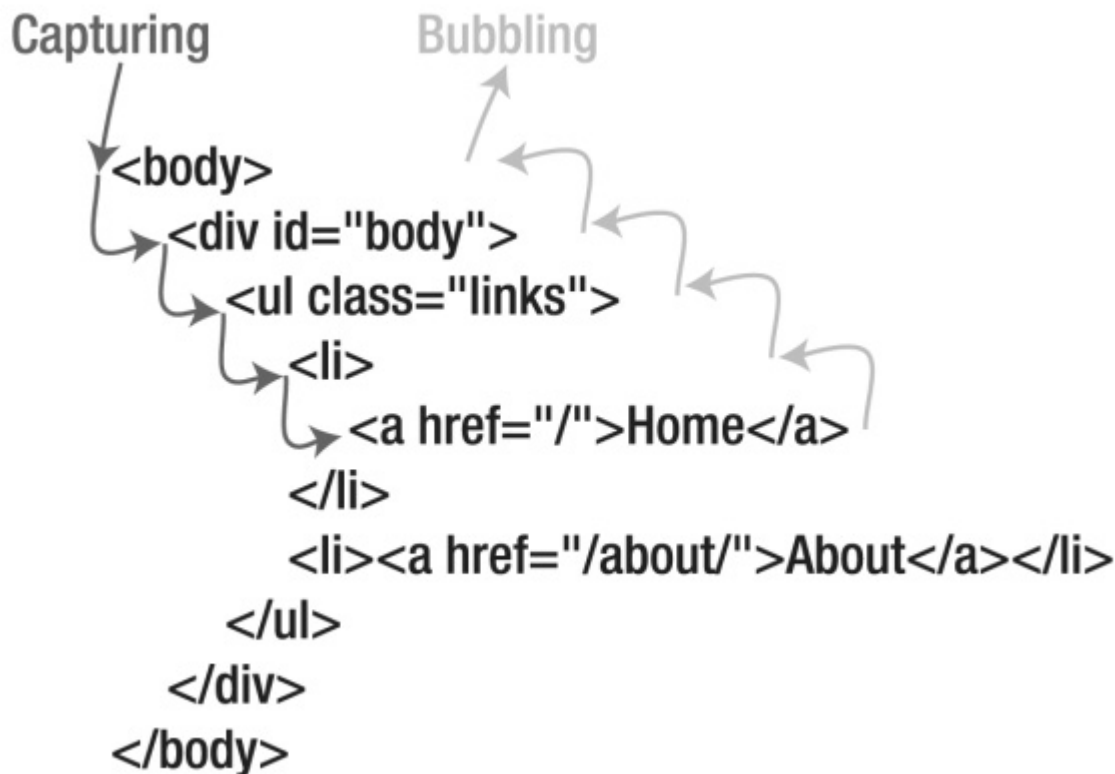 Capturing Bubbling
<body>
<div id="body">
<ul class="links">
<li>
<a href="/">Home</a>
</li>
<li><a href="/about/">About</a></li>
</ul>
</div>
</body>